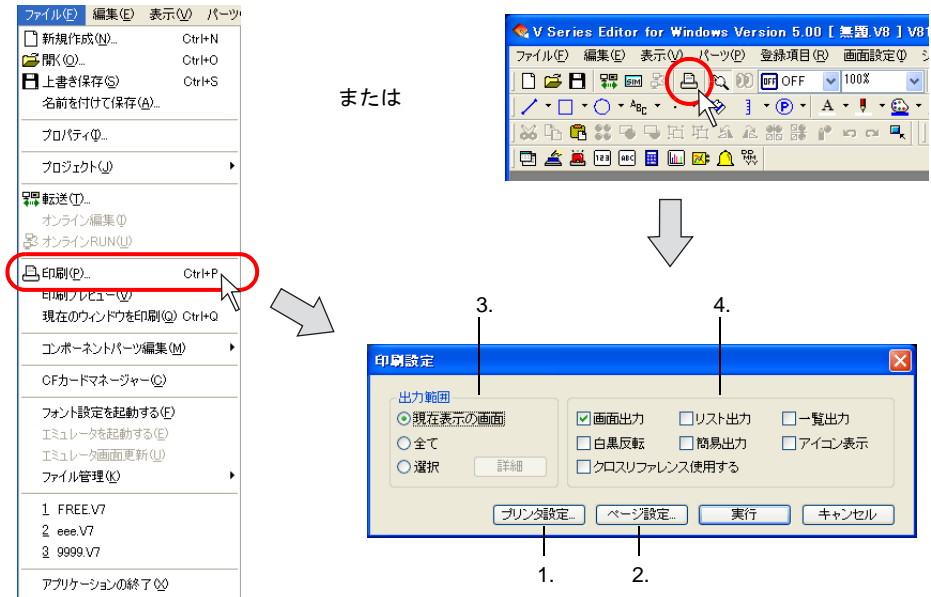 ファイル(F) 編集(E) 表示(V) パーツ
新規作成(N)... Ctrl+N
開く(O)... Ctrl+O
上書き保存(S) Ctrl+S
名前を付けて保存(A)...
プロパティ(I)...
プロジェクト(J)
転送(T)...
オンライン編集(I)
オンラインRUN(U)
印刷(P)... Ctrl+P
印刷プレビュー(V)
現在のウィンドウを印刷(Q) Ctrl+Q
コンポーネントパーツ編集(M)
CFカードマネージャー(C)
フォント設定を起動する(F)
エミュレータを起動する(E)
エミュレータ画面更新(U)
ファイル管理(K)
1 FREE.V7
2 eee.V7
3 9999.V7
アプリケーションの終了(X)
または
V Series Editor for Windows Version 5.00 [ 無題.V8 ] V81
ファイル(F) 編集(E) 表示(V) パーツ(P) 登録項目(R) 画面設定(I) シ
SIM OFF OFF 100%
ABC P A
123 ABC
3. 4.
印刷設定
出力範囲
現在表示の画面
全て
選択 詳細
画面出力 リスト出力 一覧出力
白黒反転 簡易出力 アイコン表示
クロスリファレンス使用する
プリンタ設定... ページ設定... 実行 キャンセル
1. 2.